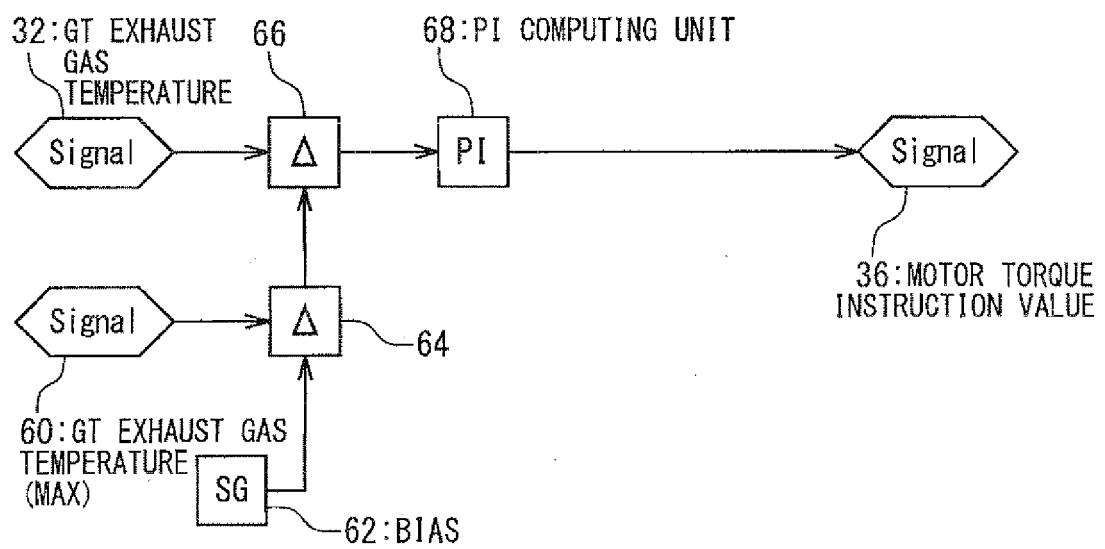 32:GT EXHAUST
GAS
TEMPERATURE
66
68:PI COMPUTING UNIT
Signal
Δ
PI
Signal
36:MOTOR TORQUE
INSTRUCTION VALUE
Signal
Δ
64
60:GT EXHAUST GAS
TEMPERATURE
(MAX)
SG
62:BIAS